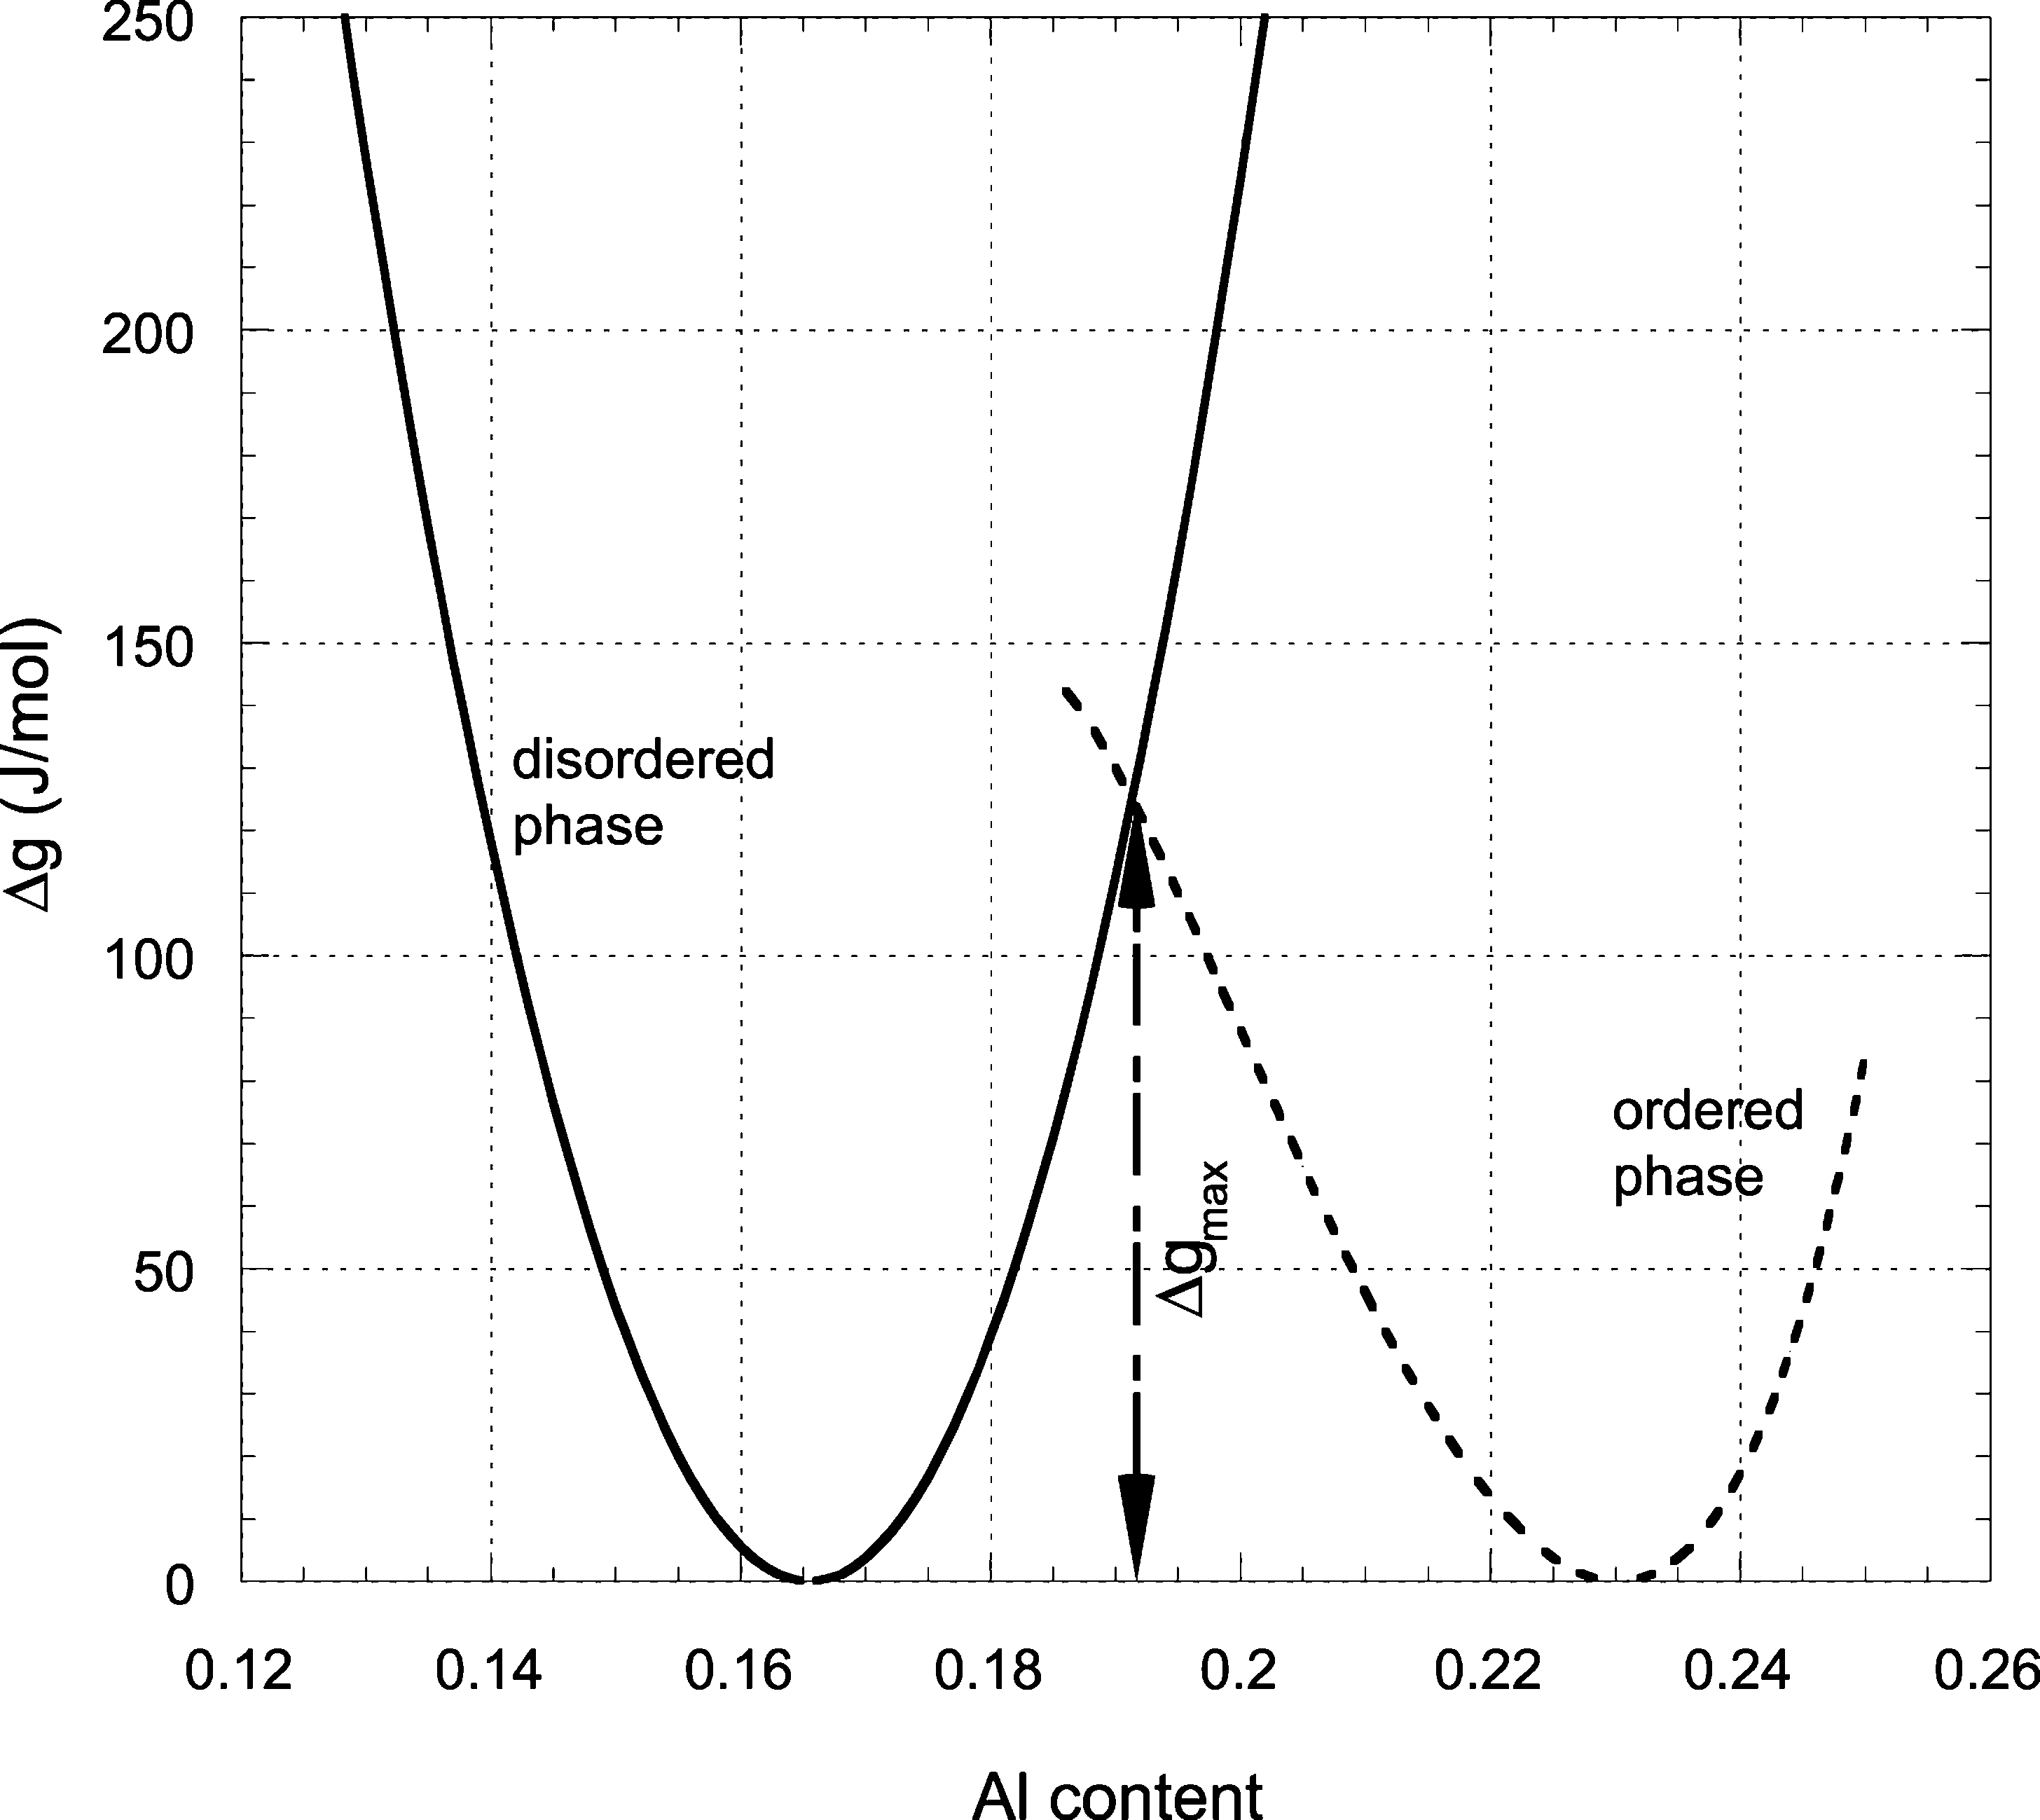 250
200
150
100
50
0
Δg (J/mol)
disordered
phase
ordered
phase
Δgmax
0.12 0.14 0.16 0.18 0.2 0.22 0.24 0.26
Al content